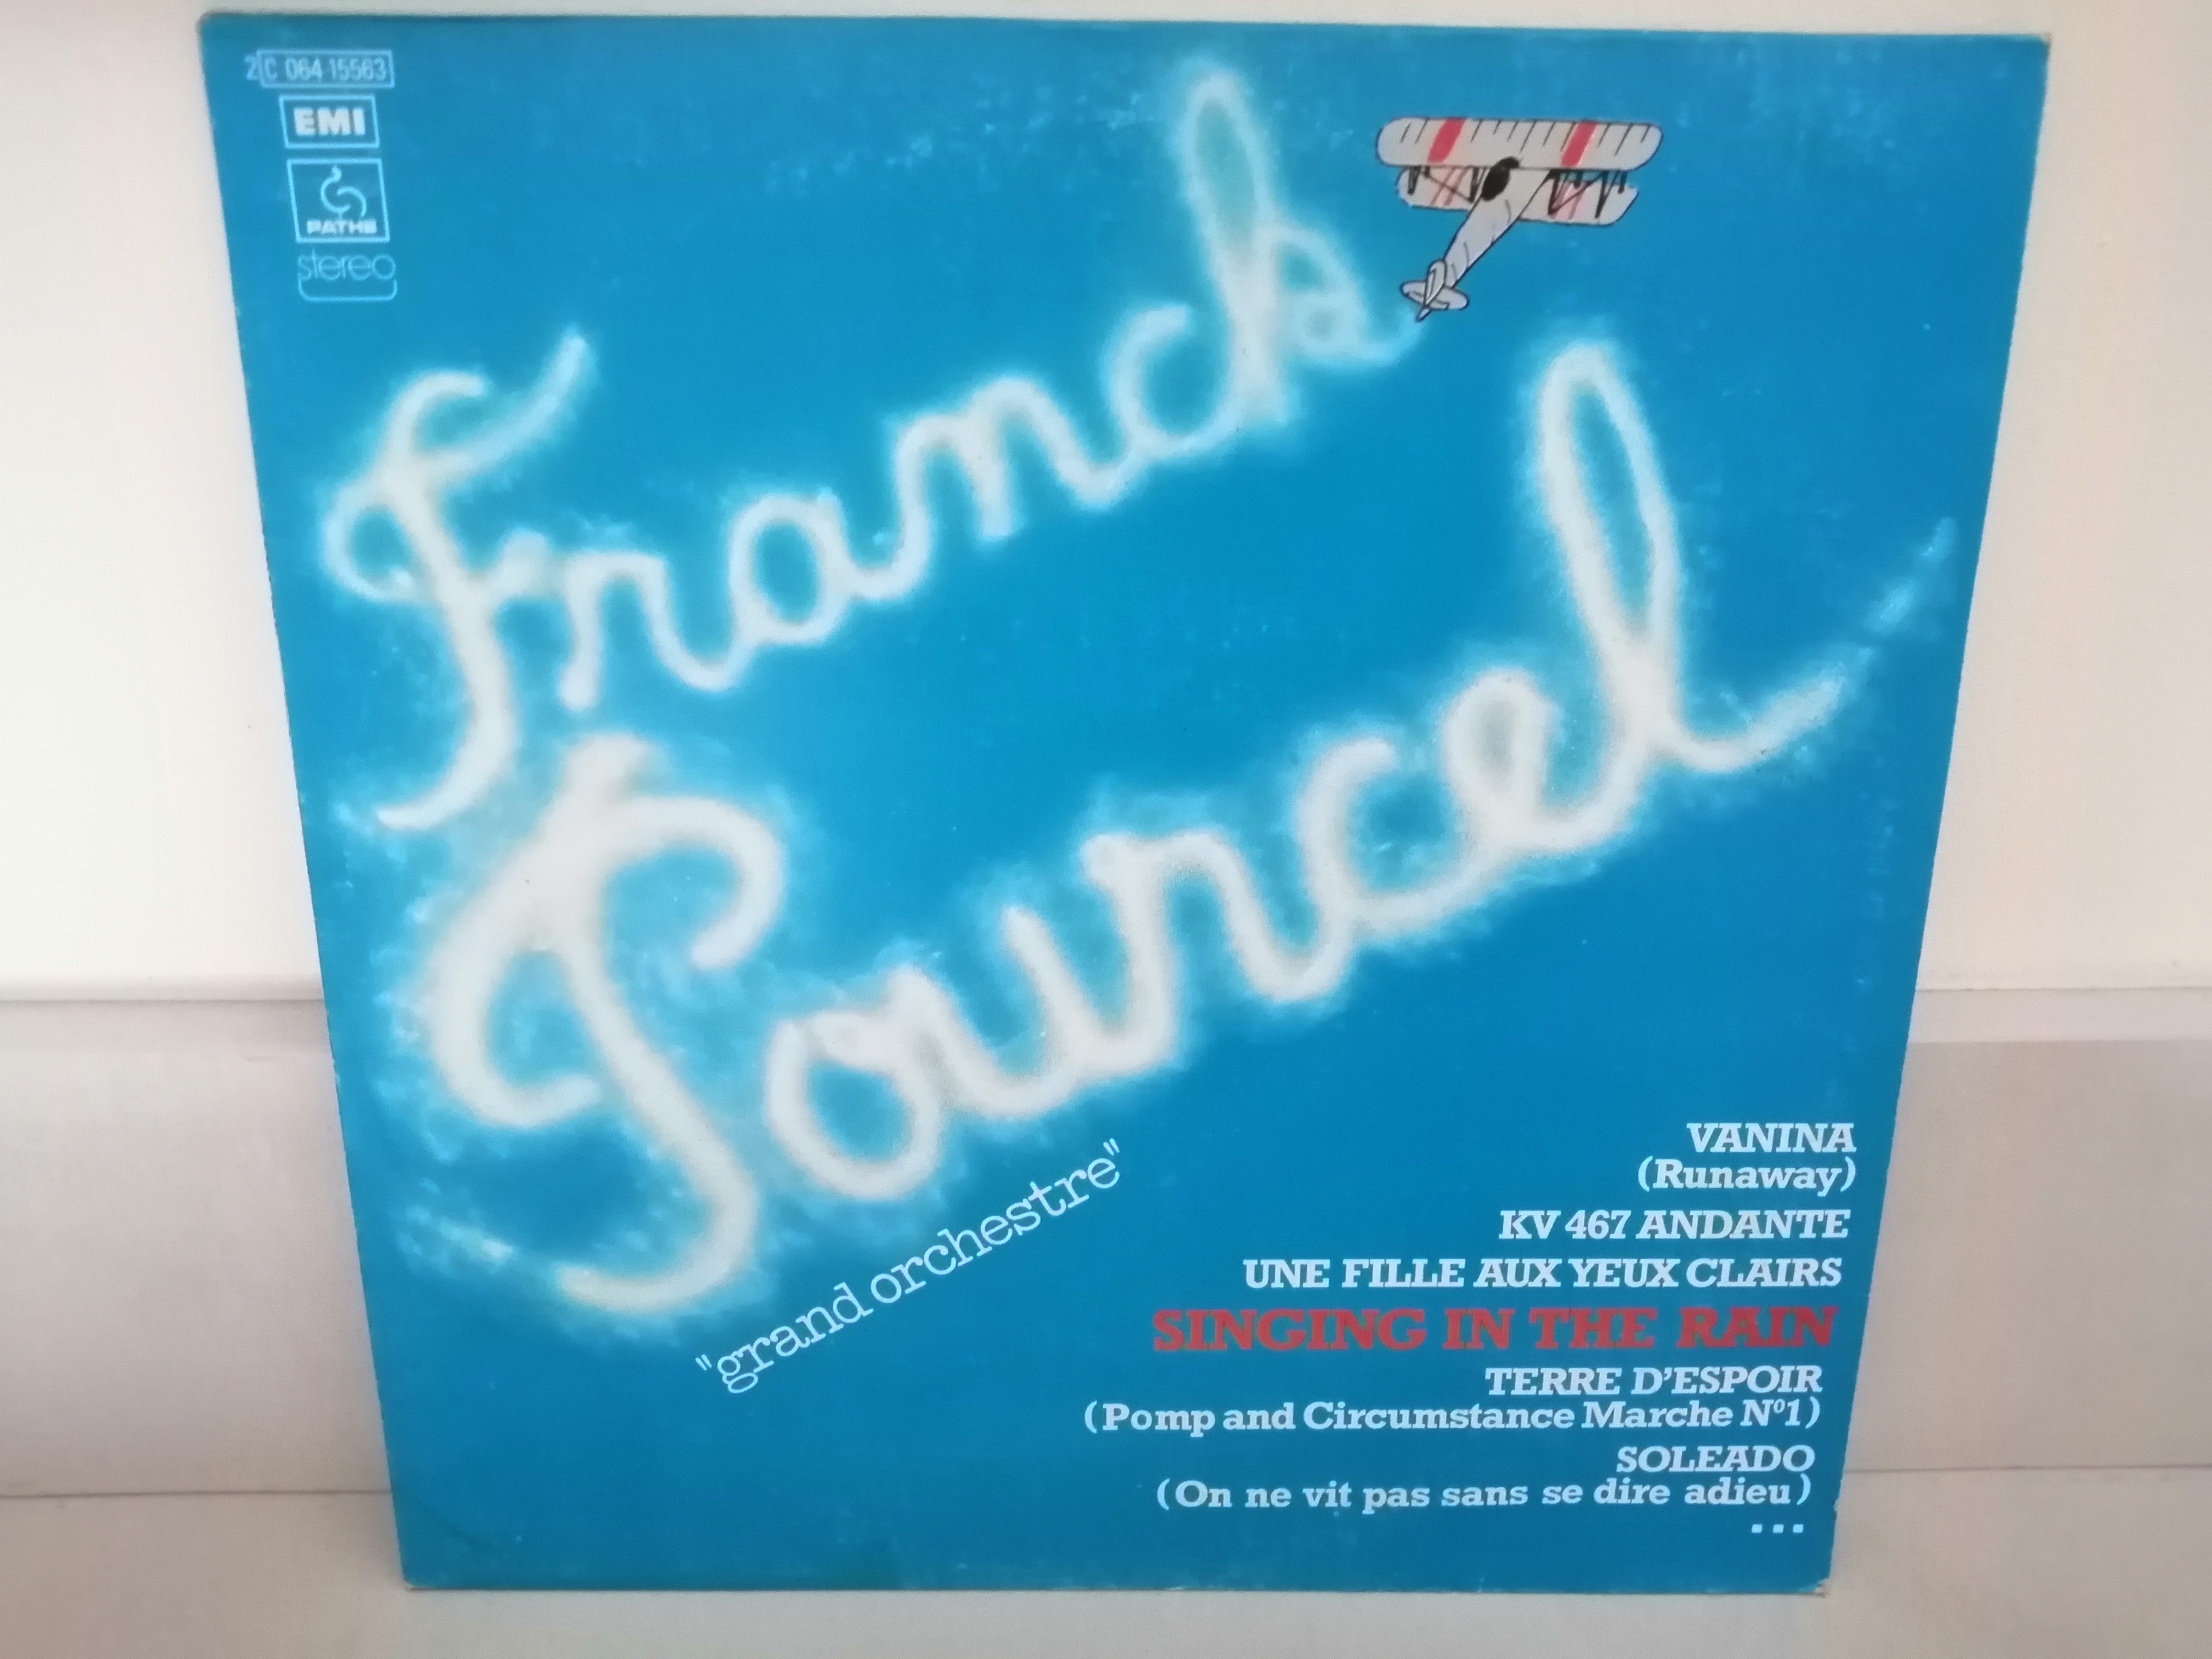 2C 064-15563
EMI
PATHE
stereo
Franck
Pourcel
"grand orchestre"
VANINA
(Runaway)
KV 467 ANDANTE
UNE FILLE AUX YEUX CLAIRS
SINGING IN THE RAIN
TERRE D'ESPOIR
(Pomp and Circumstance Marche Nº1)
SOLEADO
(On ne vit pas sans se dire adieu)
...